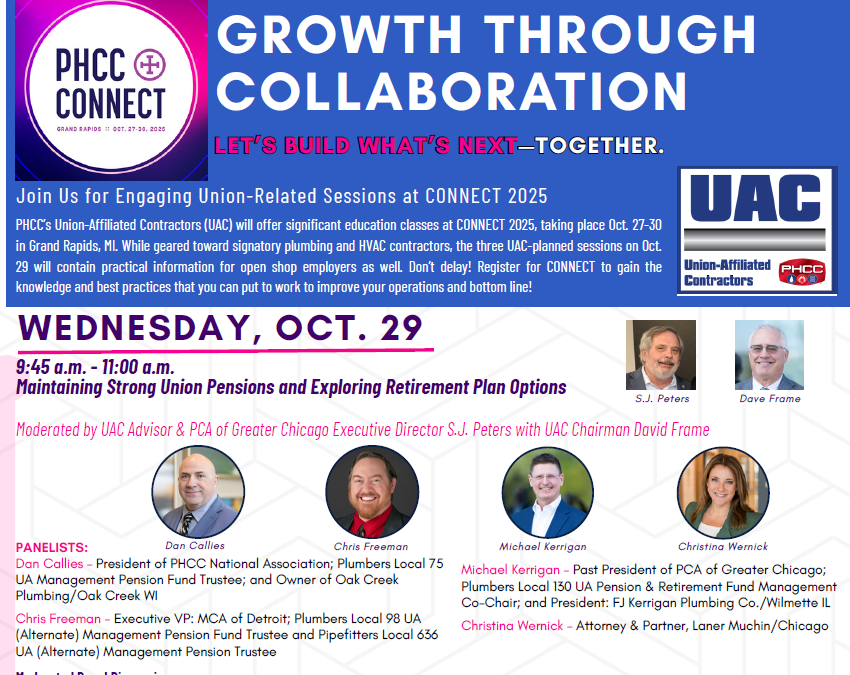 PHCC
CONNECT
GRAND RAPIDS :: OCT. 27-30, 2025
GROWTH THROUGH
COLLABORATION
LET'S BUILD WHAT'S NEXT—TOGETHER.
Join Us for Engaging Union-Related Sessions at CONNECT 2025
PHCC's Union-Affiliated Contractors (UAC) will offer significant education classes at CONNECT 2025, taking place Oct. 27-30
in Grand Rapids, MI. While geared toward signatory plumbing and HVAC contractors, the three UAC-planned sessions on Oct.
29 will contain practical information for open shop employers as well. Don't delay! Register for CONNECT to gain the
knowledge and best practices that you can put to work to improve your operations and bottom line!
UAC
Union-Affiliated
Contractors
PHCC
WEDNESDAY, OCT. 29
9:45 a.m. - 11:00 a.m.
Maintaining Strong Union Pensions and Exploring Retirement Plan Options
S.J. Peters
Dave Frame
Moderated by UAC Advisor & PCA of Greater Chicago Executive Director S.J. Peters with UAC Chairman David Frame
Dan Callies
Chris Freeman
Michael Kerrigan
Christina Wernick
PANELISTS:
Dan Callies – President of PHCC National Association; Plumbers Local 75
UA Management Pension Fund Trustee; and Owner of Oak Creek
Plumbing/Oak Creek WI
Chris Freeman – Executive VP: MCA of Detroit; Plumbers Local 98 UA
(Alternate) Management Pension Fund Trustee and Pipefitters Local 636
UA (Alternate) Management Pension Trustee
Michael Kerrigan – Past President of PCA of Greater Chicago;
Plumbers Local 130 UA Pension & Retirement Fund Management
Co-Chair; and President: FJ Kerrigan Plumbing Co./Wilmette IL
Christina Wernick – Attorney & Partner, Laner Muchin/Chicago